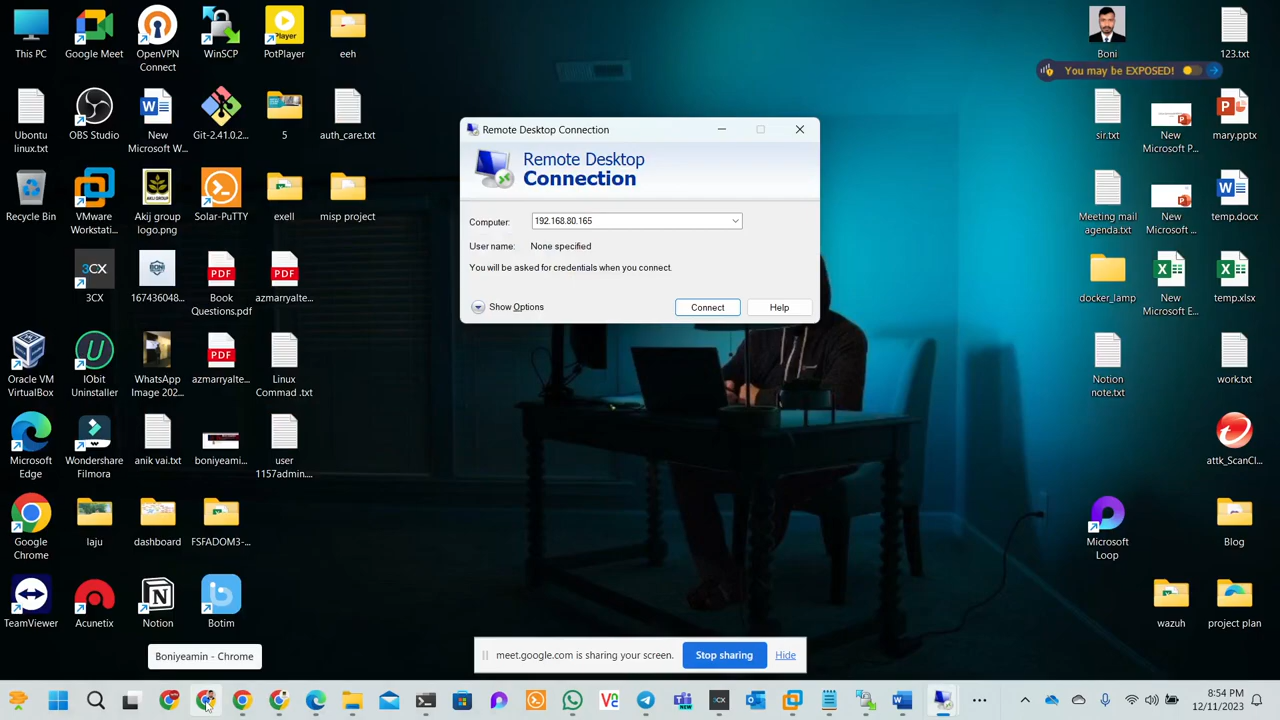 This PC
Google Meet
OpenVPN
Connect
WinSCP
PotPlayer
eeh
Ubontu
linux.txt
OBS Studio
New
Microsoft W...
Git-2.41.0.2...
5
auth_care.txt
Recycle Bin
VMware
Workstati...
Akij group
logo.png
Solar-PuTTY
exell
misp project
3CX
3CX
167436048...
PDF
Book
Questions.pdf
PDF
azmarryalte...
Oracle VM
VirtualBox
IObit
Uninstaller
WhatsApp
Image 202...
PDF
azmarryalte...
Linux
Commad .txt
Microsoft
Edge
Wondershare
Filmora
anik vai.txt
boniyeami...
user
1157admin....
Google
Chrome
laju
dashboard
FSFADOM3-...
TeamViewer
Acunetix
Notion
Botim
Boniyeamin - Chrome
Remote Desktop Connection
Remote Desktop
Connection
Computer:
192.168.80.165
User name:
None specified
You will be asked for credentials when you connect.
Show Options
Connect
Help
Boni
123.txt
You may be EXPOSED!
sir.txt
New
Microsoft P...
mary.pptx
Meeting mail
agenda.txt
New
Microsoft ...
temp.docx
docker_lamp
New
Microsoft E...
temp.xlsx
Notion
note.txt
work.txt
attk_ScanCl...
Microsoft
Loop
Blog
wazuh
project plan
meet.google.com is sharing your screen.
Stop sharing
Hide
8:54 PM
12/11/2023